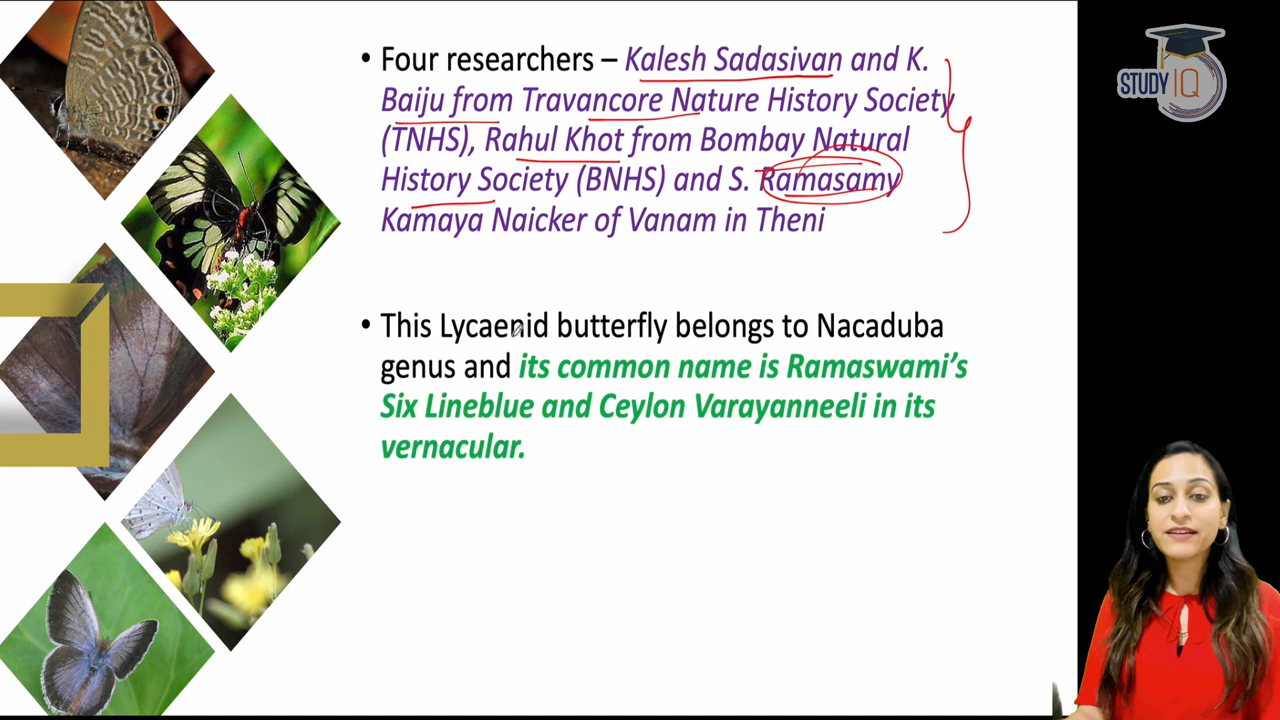 • Four researchers – Kalesh Sadasivan and K.
Baiju from Travancore Nature History Society
(TNHS), Rahul Khot from Bombay Natural
History Society (BNHS) and S. Ramasamy
Kamaya Naicker of Vanam in Theni
• This Lycaenid butterfly belongs to Nacaduba
genus and its common name is Ramaswami’s
Six Lineblue and Ceylon Varayanneeli in its
vernacular.
STUDY IQ